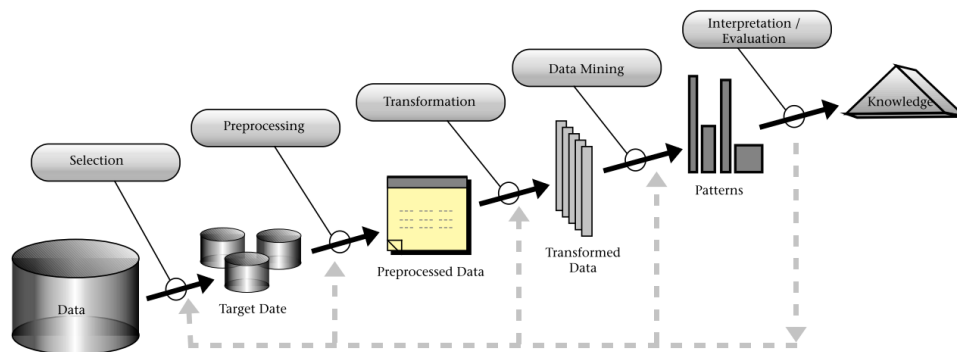 Interpretation /
Evaluation
Data Mining
Transformation
Preprocessing
Selection
Knowledge
Patterns
Transformed
Data
Preprocessed Data
Target Date
Data